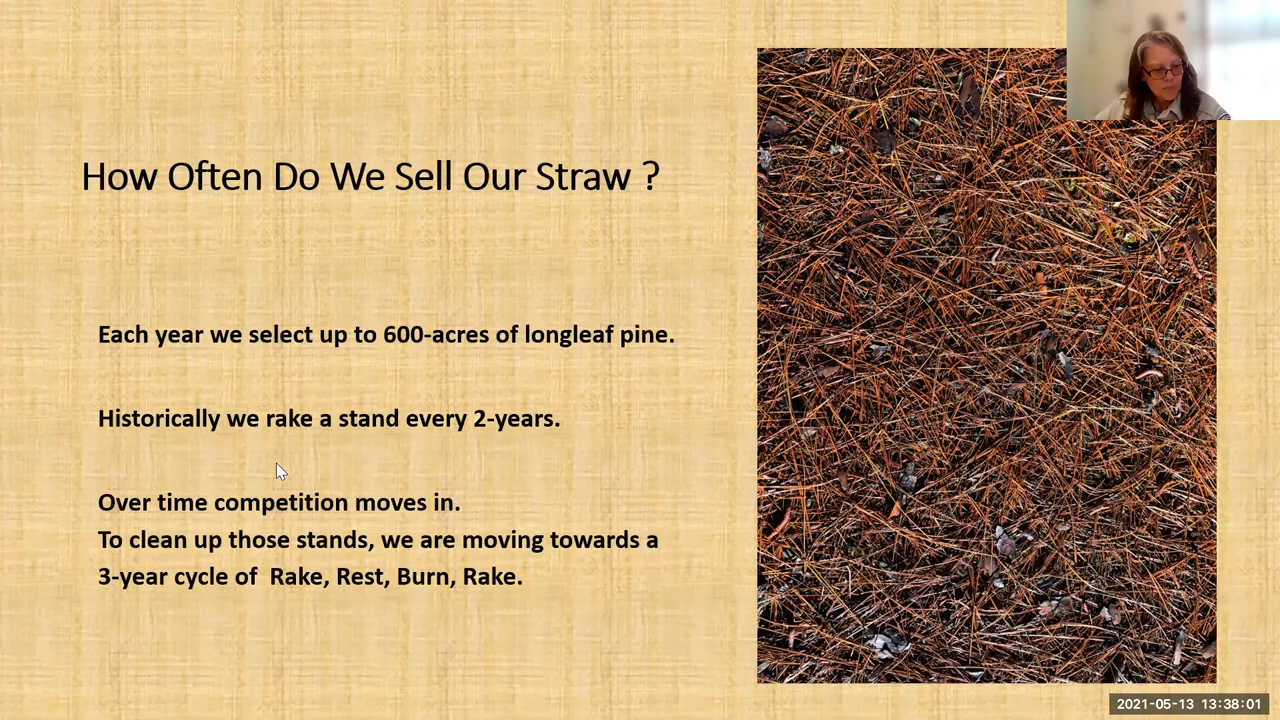 How Often Do We Sell Our Straw ?
Each year we select up to 600-acres of longleaf pine.
Historically we rake a stand every 2-years.
Over time competition moves in.
To clean up those stands, we are moving towards a
3-year cycle of  Rake, Rest, Burn, Rake.
2021-05-13 13:38:01